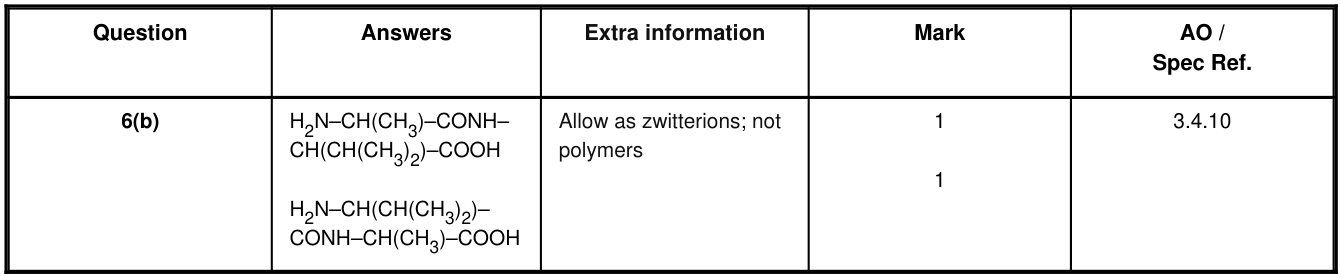 Question Answers Extra information Mark AO /
Spec Ref.
6(b) H₂N–CH(CH₃)–CONH– Allow as zwitterions; not 1 3.4.10
CH(CH(CH₃)₂)–COOH polymers
1
H₂N–CH(CH(CH₃)₂)–
CONH–CH(CH₃)–COOH